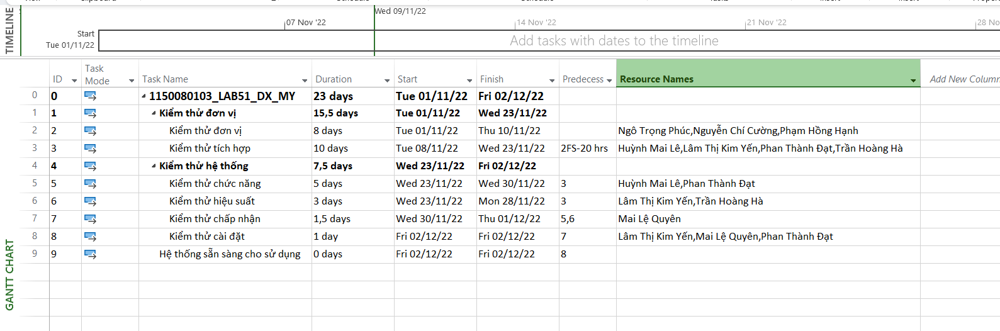 Wed 09/11/22
07 Nov '22
14 Nov '22
21 Nov '22
28 No
TIMELINE
Start
Tue 01/11/22
Add tasks with dates to the timeline
ID
Task Mode
Task Name
Duration
Start
Finish
Predecess
Resource Names
Add New Column
0 0 1150080103_LAB51_DX_MY 23 days Tue 01/11/22 Fri 02/12/22
1 1 Kiểm thử đơn vị 15,5 days Tue 01/11/22 Wed 23/11/22
2 2 Kiểm thử đơn vị 8 days Tue 01/11/22 Thu 10/11/22 Ngô Trọng Phúc,Nguyễn Chí Cường,Phạm Hồng Hạnh
3 3 Kiểm thử tích hợp 10 days Tue 08/11/22 Wed 23/11/22 2FS-20 hrs Huỳnh Mai Lê,Lâm Thị Kim Yến,Phan Thành Đạt,Trần Hoàng Hà
4 4 Kiểm thử hệ thống 7,5 days Wed 23/11/22 Fri 02/12/22
5 5 Kiểm thử chức năng 5 days Wed 23/11/22 Wed 30/11/22 3 Huỳnh Mai Lê,Phan Thành Đạt
6 6 Kiểm thử hiệu suất 3 days Wed 23/11/22 Mon 28/11/22 3 Lâm Thị Kim Yến,Trần Hoàng Hà
7 7 Kiểm thử chấp nhận 1,5 days Wed 30/11/22 Thu 01/12/22 5,6 Mai Lệ Quyên
8 8 Kiểm thử cài đặt 1 day Fri 02/12/22 Fri 02/12/22 7 Lâm Thị Kim Yến,Mai Lệ Quyên,Phan Thành Đạt
9 9 Hệ thống sẵn sàng cho sử dụng 0 days Fri 02/12/22 Fri 02/12/22 8
GANTT CHART